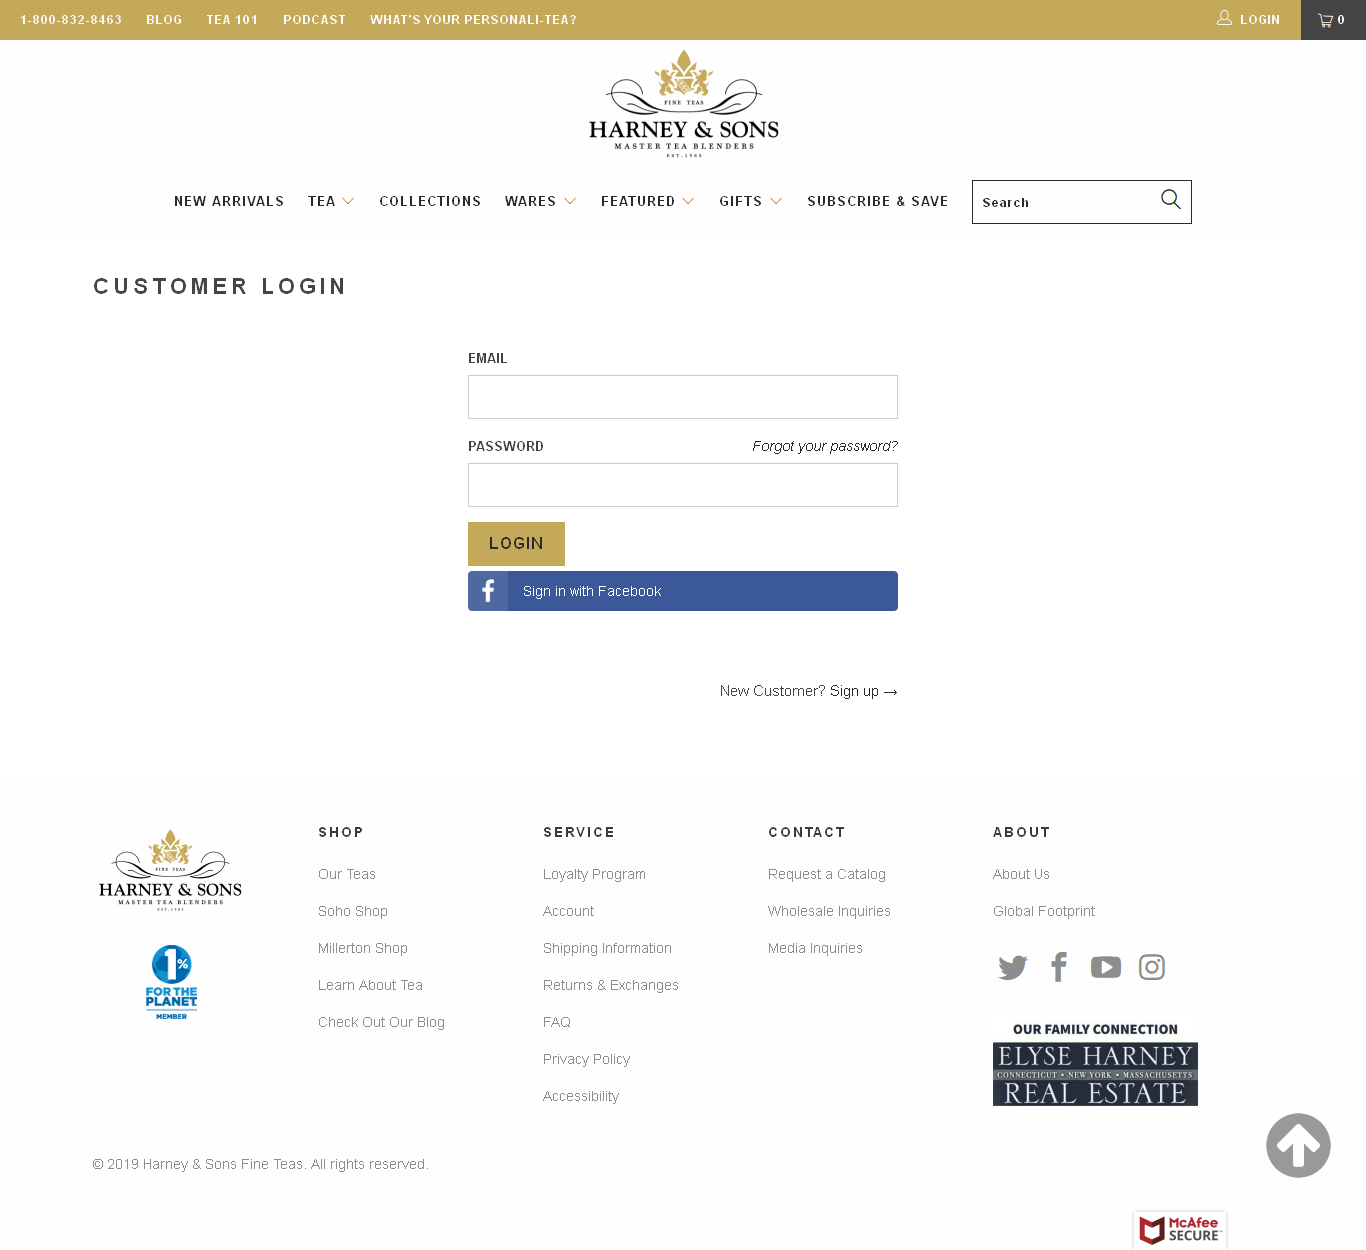 1-800-832-8463 BLOG TEA 101 PODCAST WHAT'S YOUR PERSONALI-TEA? LOGIN 0
FINE TEAS
HARNEY & SONS
MASTER TEA BLENDERS
EST. 1983
NEW ARRIVALS TEA COLLECTIONS WARES FEATURED GIFTS SUBSCRIBE & SAVE Search
CUSTOMER LOGIN
EMAIL
PASSWORD Forgot your password?
LOGIN
Sign in with Facebook
New Customer? Sign up →
FINE TEAS
HARNEY & SONS
MASTER TEA BLENDERS
EST. 1983
1%
FOR THE
PLANET
MEMBER
SHOP
Our Teas
Soho Shop
Millerton Shop
Learn About Tea
Check Out Our Blog
SERVICE
Loyalty Program
Account
Shipping Information
Returns & Exchanges
FAQ
Privacy Policy
Accessibility
CONTACT
Request a Catalog
Wholesale Inquiries
Media Inquiries
ABOUT
About Us
Global Footprint
OUR FAMILY CONNECTION
ELYSE HARNEY
CONNECTICUT • NEW YORK • MASSACHUSETTS
REAL ESTATE
© 2019 Harney & Sons Fine Teas. All rights reserved.
McAfee
SECURE™